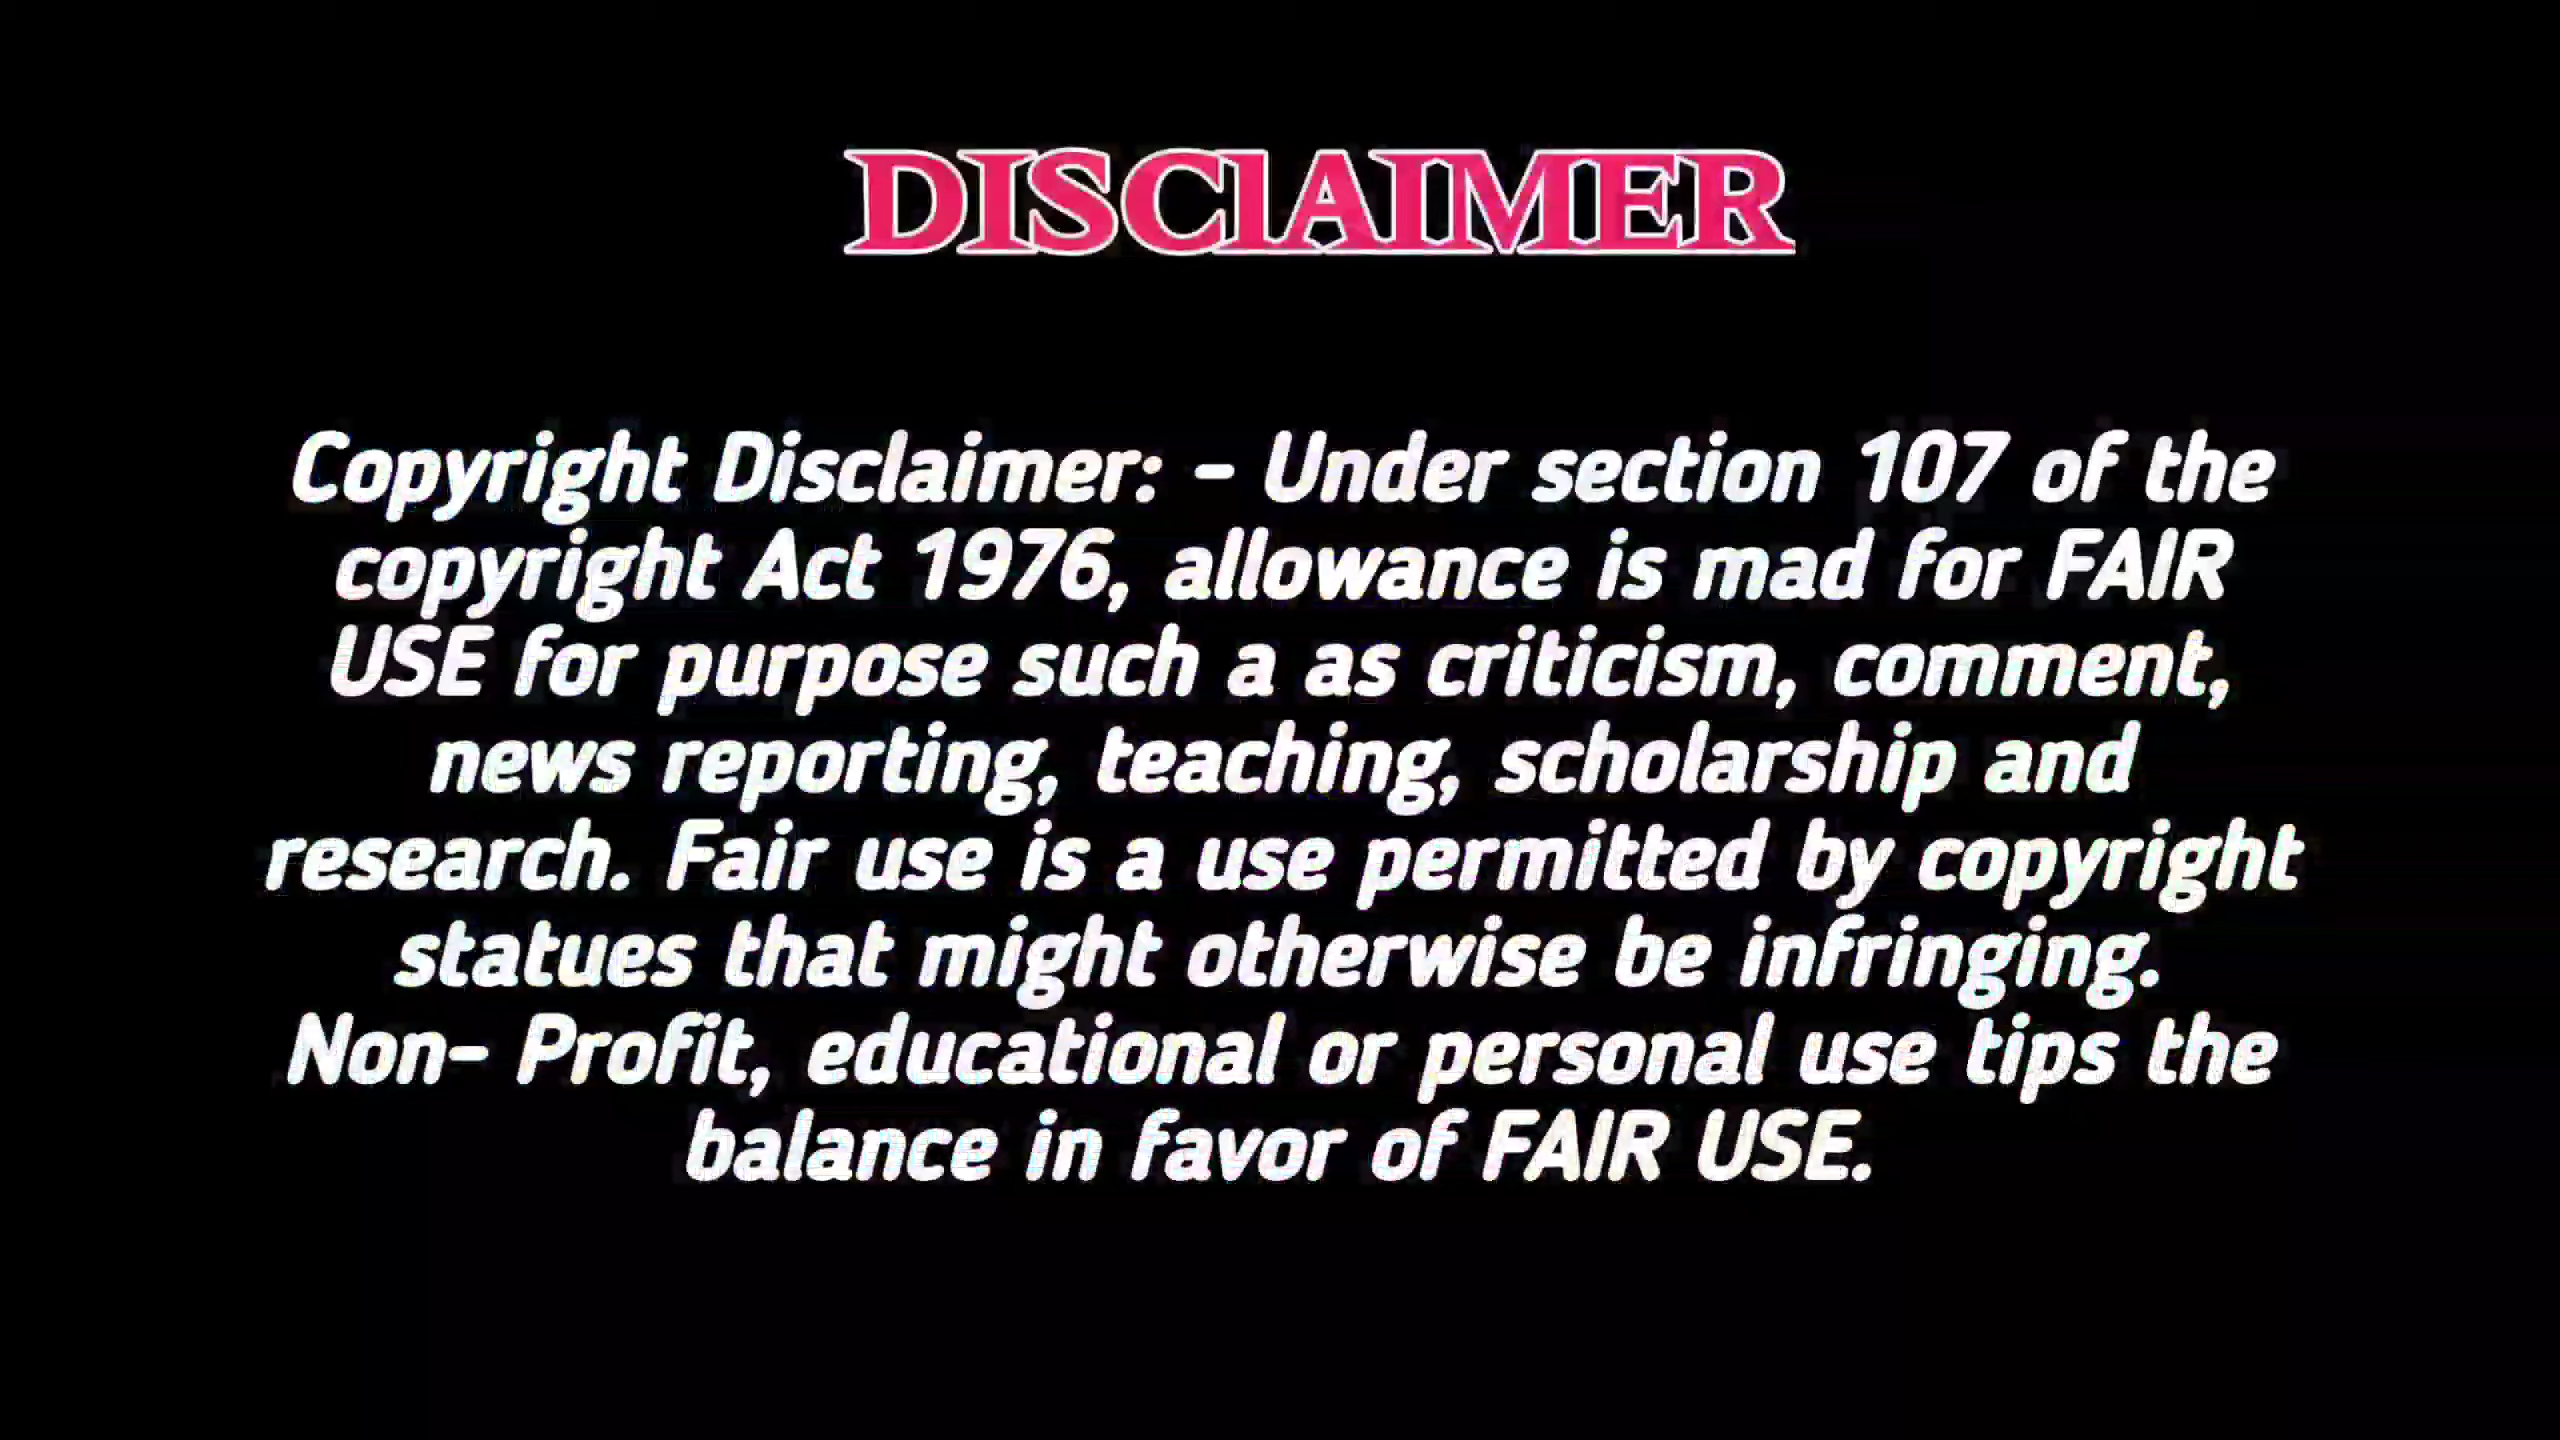 DISClAIMER
Copyright Disclaimer: - Under section 107 of the
copyright Act 1976, allowance is mad for FAIR
USE for purpose such a as criticism, comment,
news reporting, teaching, scholarship and
research. Fair use is a use permitted by copyright
statues that might otherwise be infringing.
Non- Profit, educational or personal use tips the
balance in favor of FAIR USE.